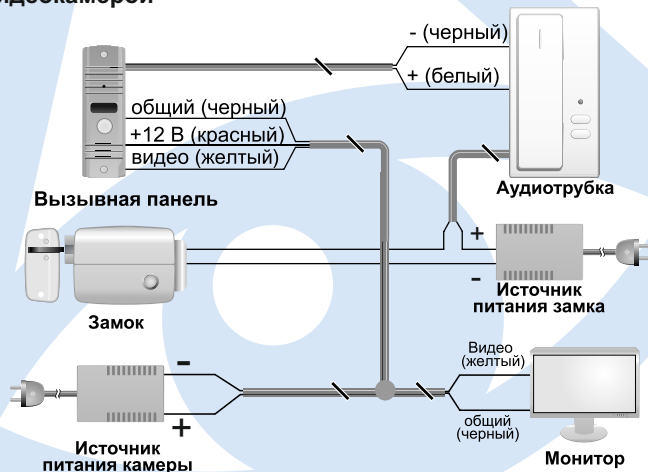 - (черный)
+ (белый)
общий (черный)
+12 В (красный)
видео (желтый)
Вызывная панель
Аудиотрубка
+
-
Источник
питания замка
Замок
Видео
(желтый)
-
+
общий
(черный)
Источник
питания камеры
Монитор